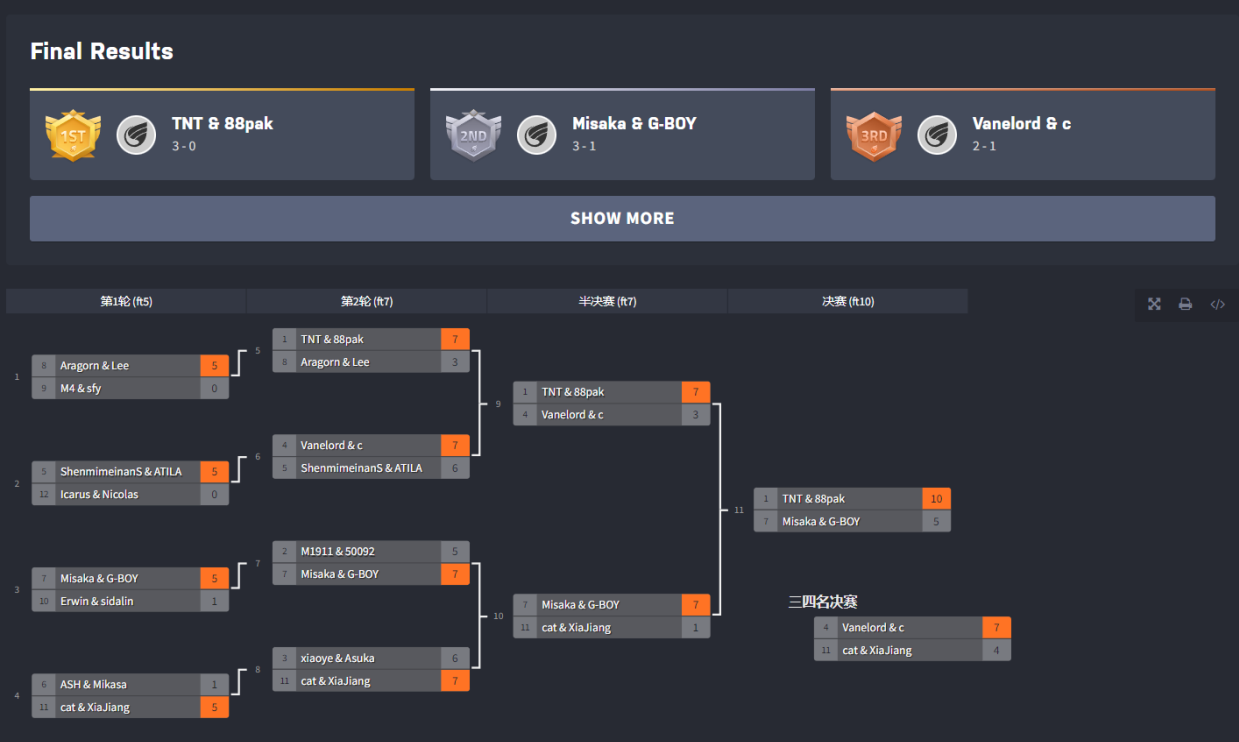 Final Results
1ST
TNT & 88pak
3 - 0
2ND
Misaka & G-BOY
3 - 1
3RD
Vanelord & c
2 - 1
SHOW MORE
第1轮 (ft5) 第2轮 (ft7) 半决赛 (ft7) 决赛 (ft10)
</>
1
8 Aragorn & Lee 5
9 M4 & sfy 0
2
5 ShenmimeinanS & ATILA 5
12 Icarus & Nicolas 0
3
7 Misaka & G-BOY 5
10 Erwin & sidalin 1
4
6 ASH & Mikasa 1
11 cat & XiaJiang 5
5
1 TNT & 88pak 7
8 Aragorn & Lee 3
6
4 Vanelord & c 7
5 ShenmimeinanS & ATILA 6
7
2 M1911 & 50092 5
7 Misaka & G-BOY 7
8
3 xiaoye & Asuka 6
11 cat & XiaJiang 7
9
1 TNT & 88pak 7
4 Vanelord & c 3
10
7 Misaka & G-BOY 7
11 cat & XiaJiang 1
11
1 TNT & 88pak 10
7 Misaka & G-BOY 5
三四名决赛
4 Vanelord & c 7
11 cat & XiaJiang 4